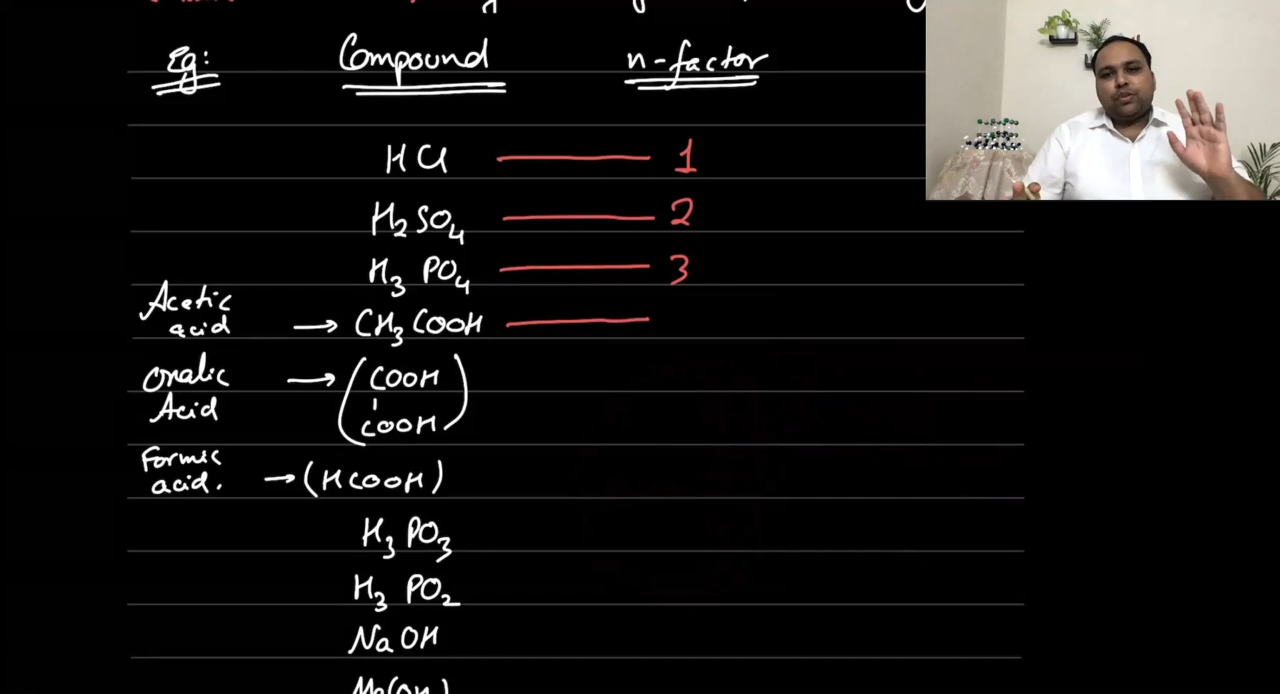 Eg: Compound n-factor
HCl 1
H2SO4 2
H3PO4 3
Acetic acid → CH3COOH
Oxalic Acid → (COOH
COOH)
Formic acid. → (HCOOH)
H3PO3
H3PO2
NaOH